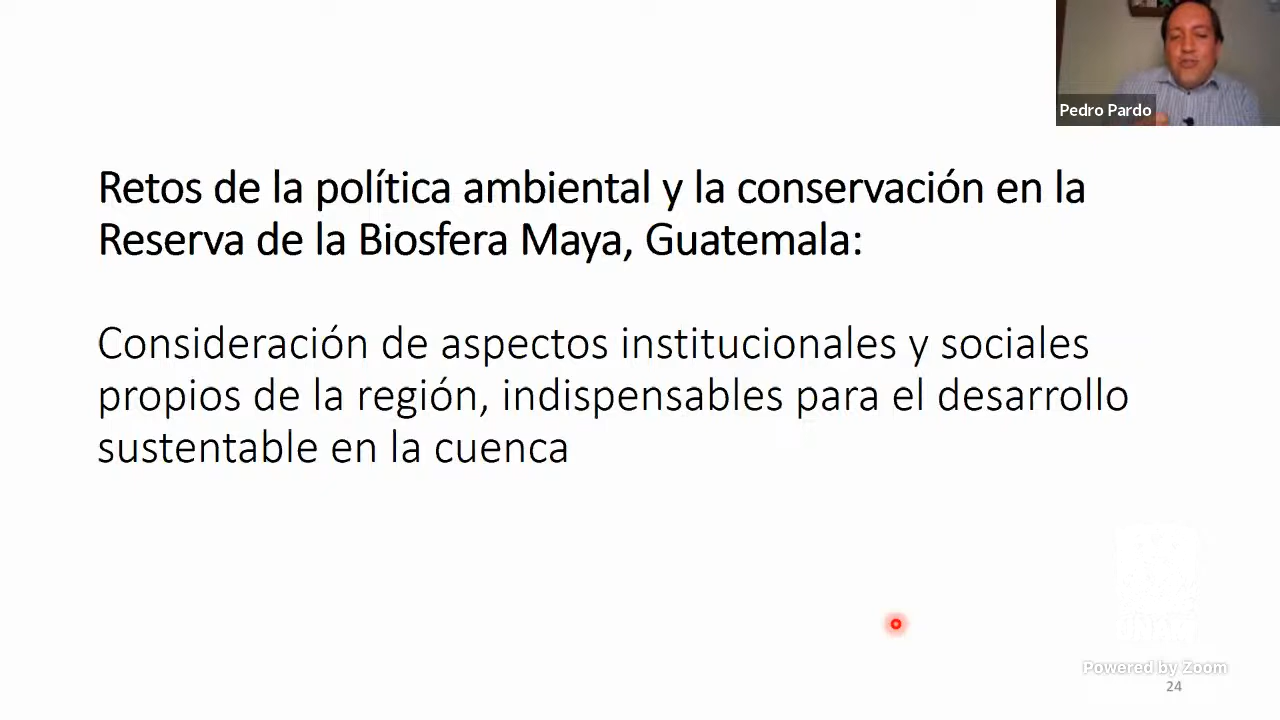 Pedro Pardo
Retos de la política ambiental y la conservación en la
Reserva de la Biosfera Maya, Guatemala:
Consideración de aspectos institucionales y sociales
propios de la región, indispensables para el desarrollo
sustentable en la cuenca
UNAM
Powered by Zoom
24